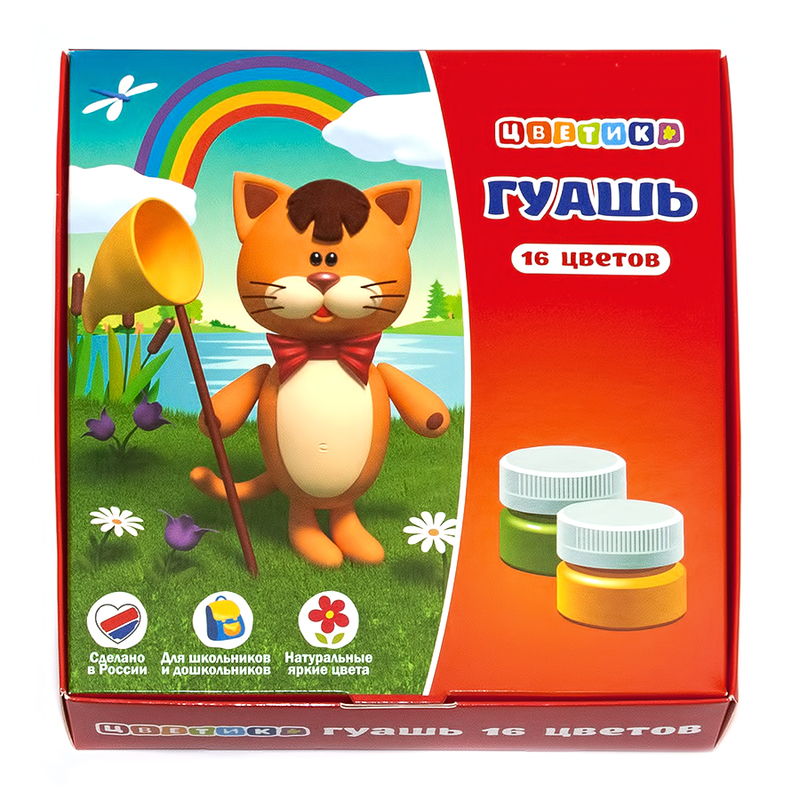 ЦВЕТИК
ГУАШЬ
16 цветов
Сделано
в России
Для школьников
и дошкольников
Натуральные
яркие цвета
ЦВЕТИК гуашь 16 цветов